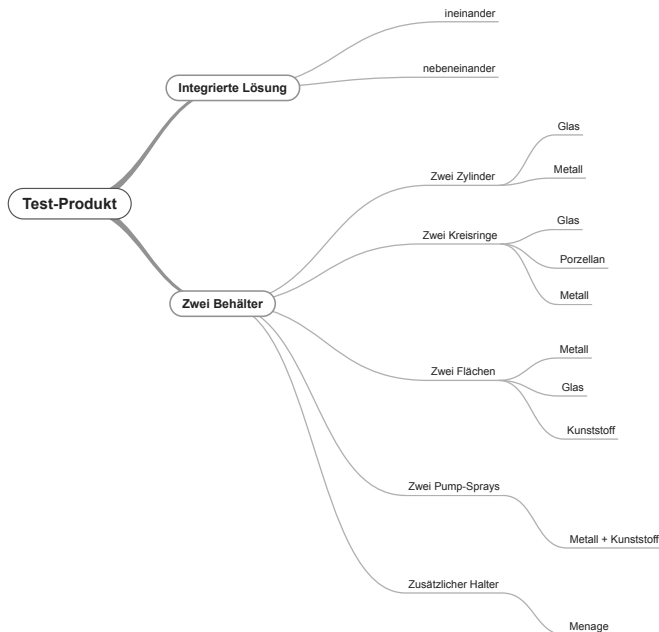 Test-Produkt
Integrierte Lösung
ineinander
nebeneinander
Zwei Behälter
Zwei Zylinder
Glas
Metall
Zwei Kreisringe
Glas
Porzellan
Metall
Zwei Flächen
Metall
Glas
Kunststoff
Zwei Pump-Sprays
Metall + Kunststoff
Zusätzlicher Halter
Menage